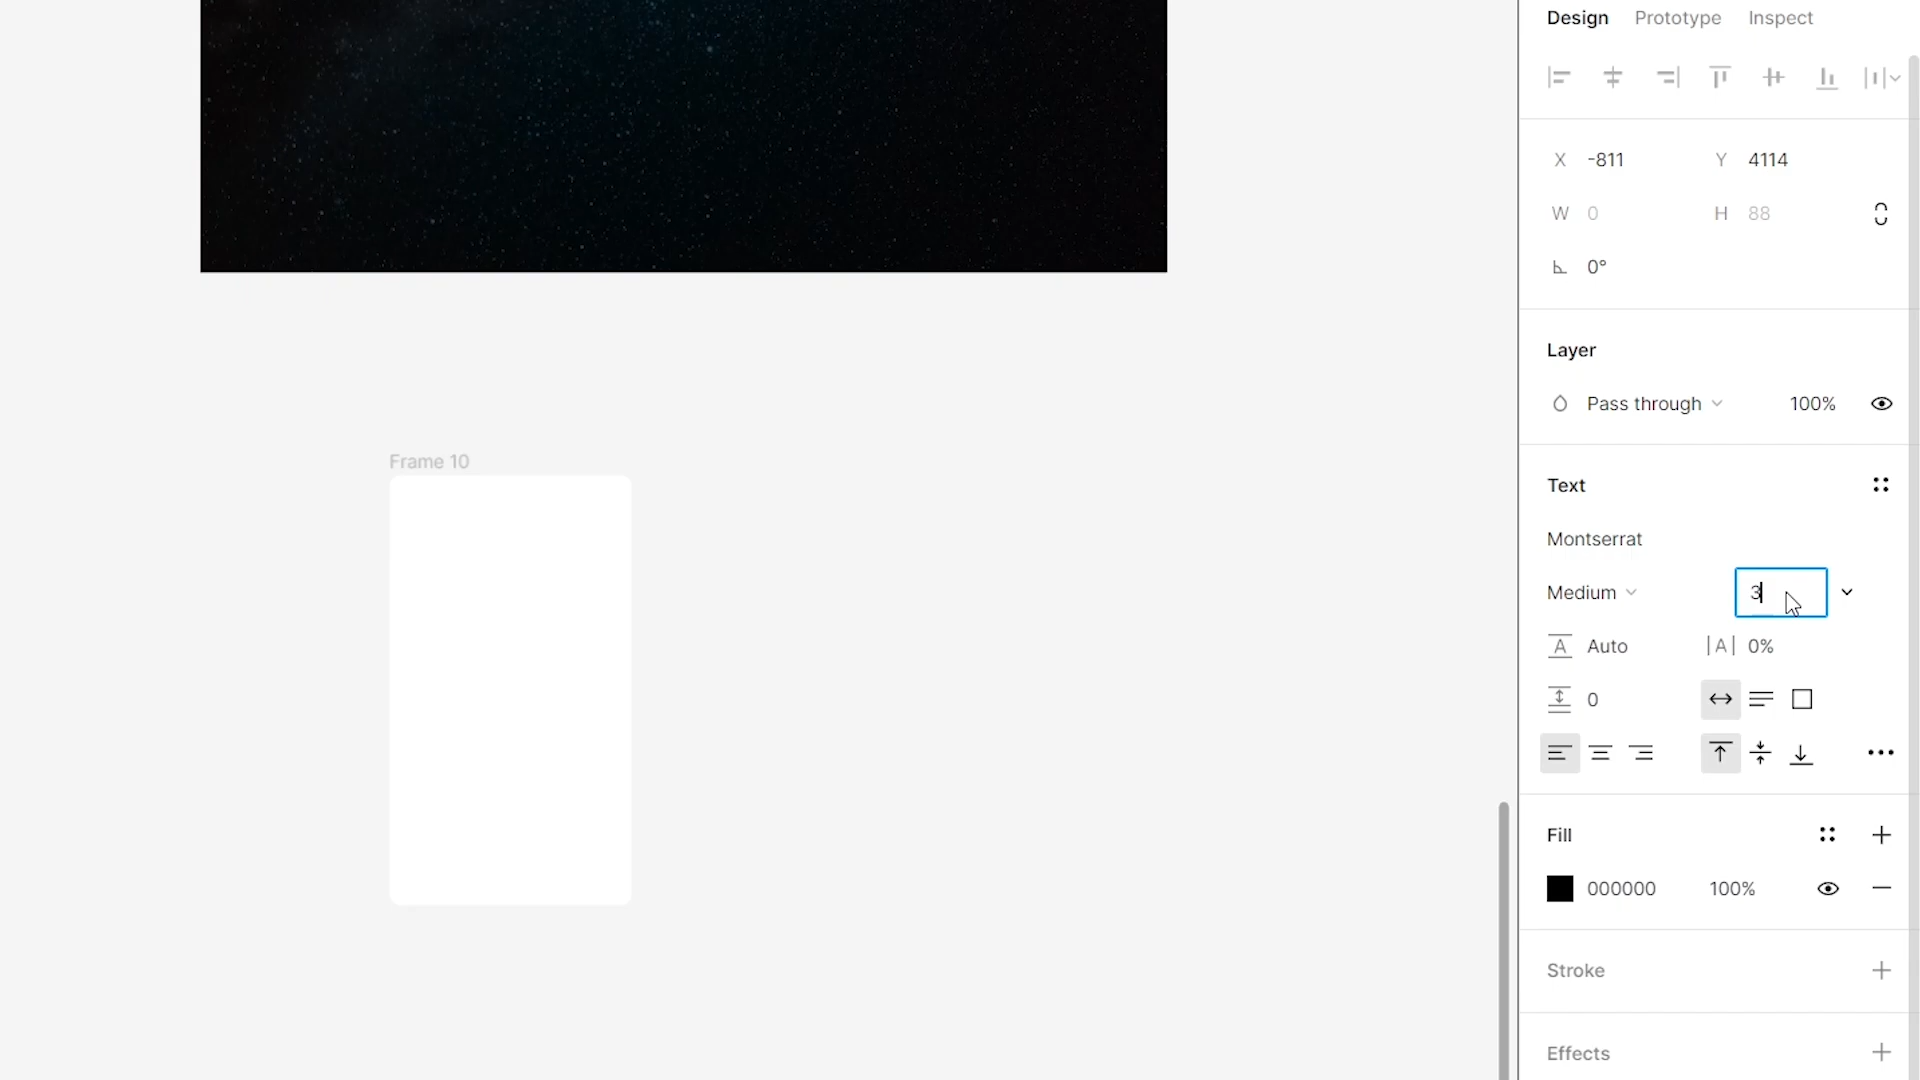 Design Prototype Inspect
X -811 Y 4114
W 0 H 88
0°
Layer
Pass through 100%
Frame 10
Text
Montserrat
Medium 3
A Auto |A| 0%
0
Fill
000000 100%
Stroke
Effects